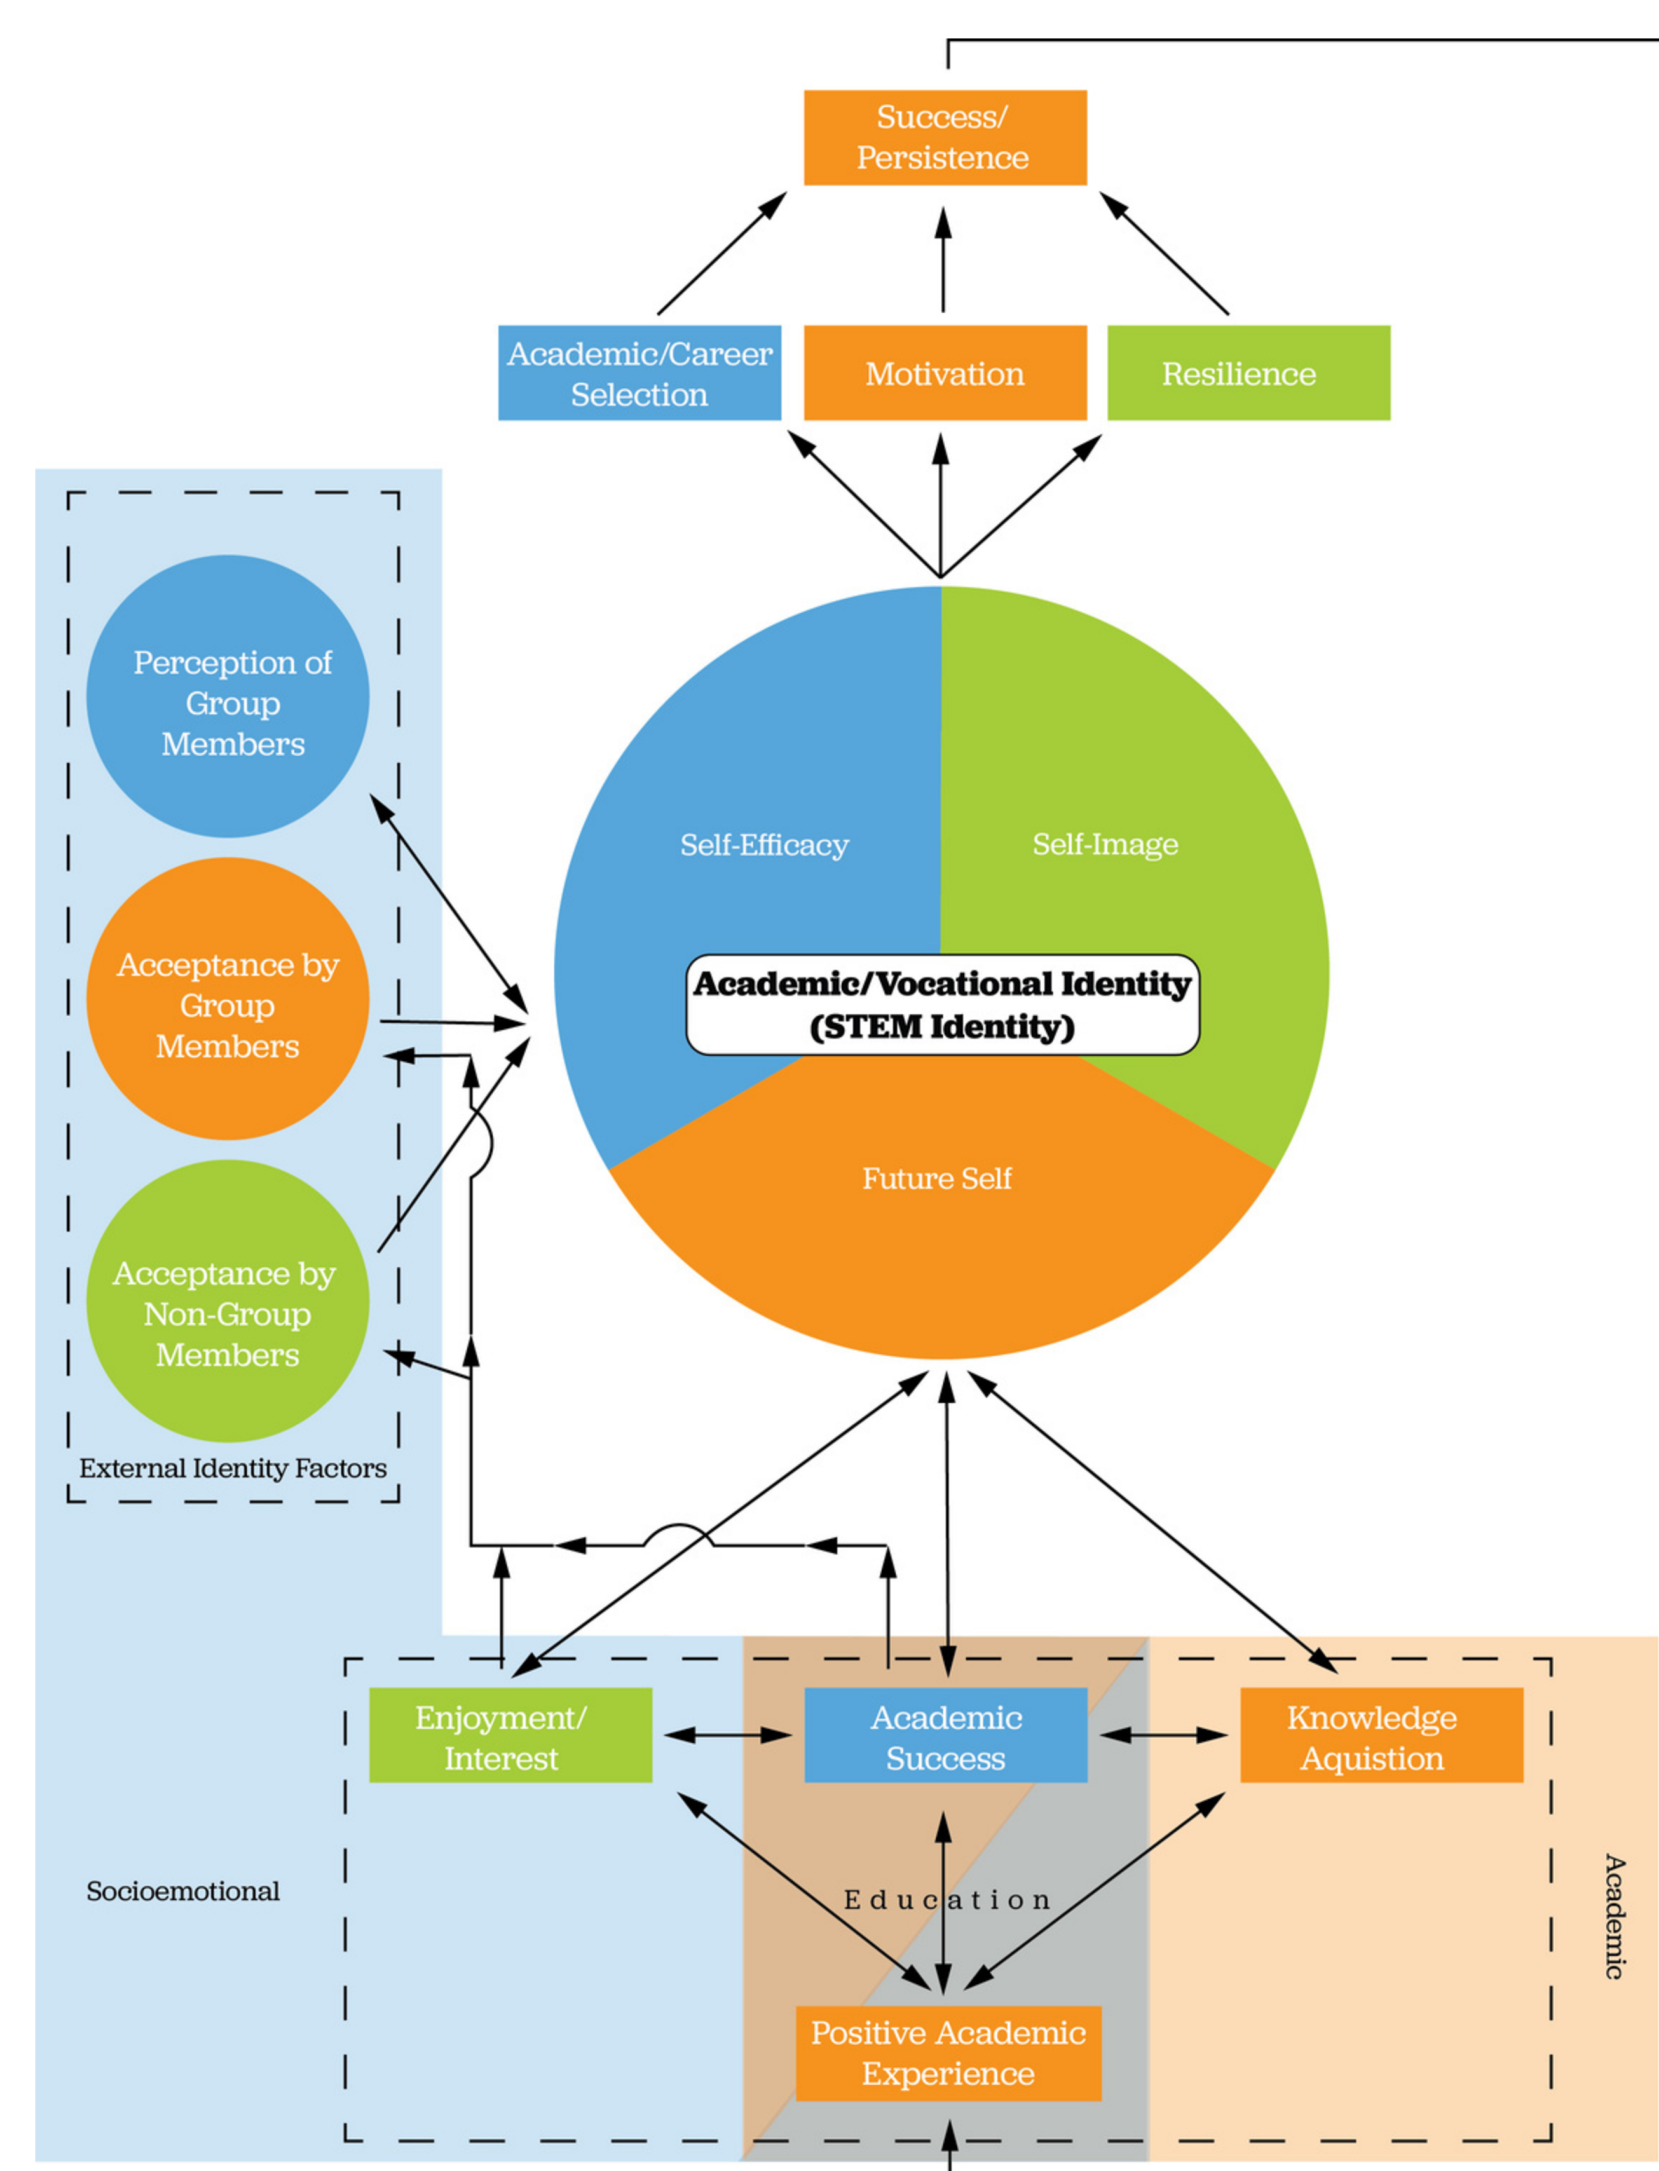 Success/
Persistence
Academic/Career
Selection
Motivation
Resilience
Perception of
Group
Members
Acceptance by
Group
Members
Acceptance by
Non-Group
Members
External Identity Factors
Self-Efficacy
Self-Image
Academic/Vocational Identity
(STEM Identity)
Future Self
Enjoyment/
Interest
Academic
Success
Knowledge
Aquistion
Socioemotional
Education
Academic
Positive Academic
Experience